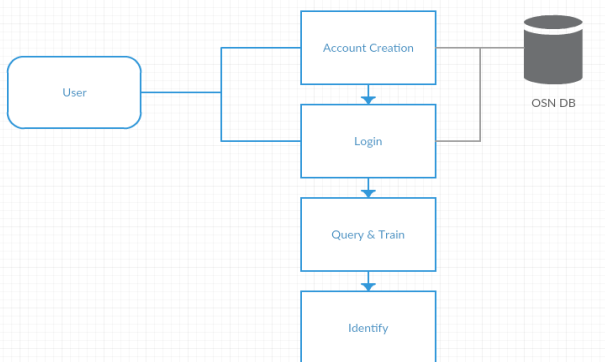 Account Creation
User
OSN DB
Login
Query & Train
Identify